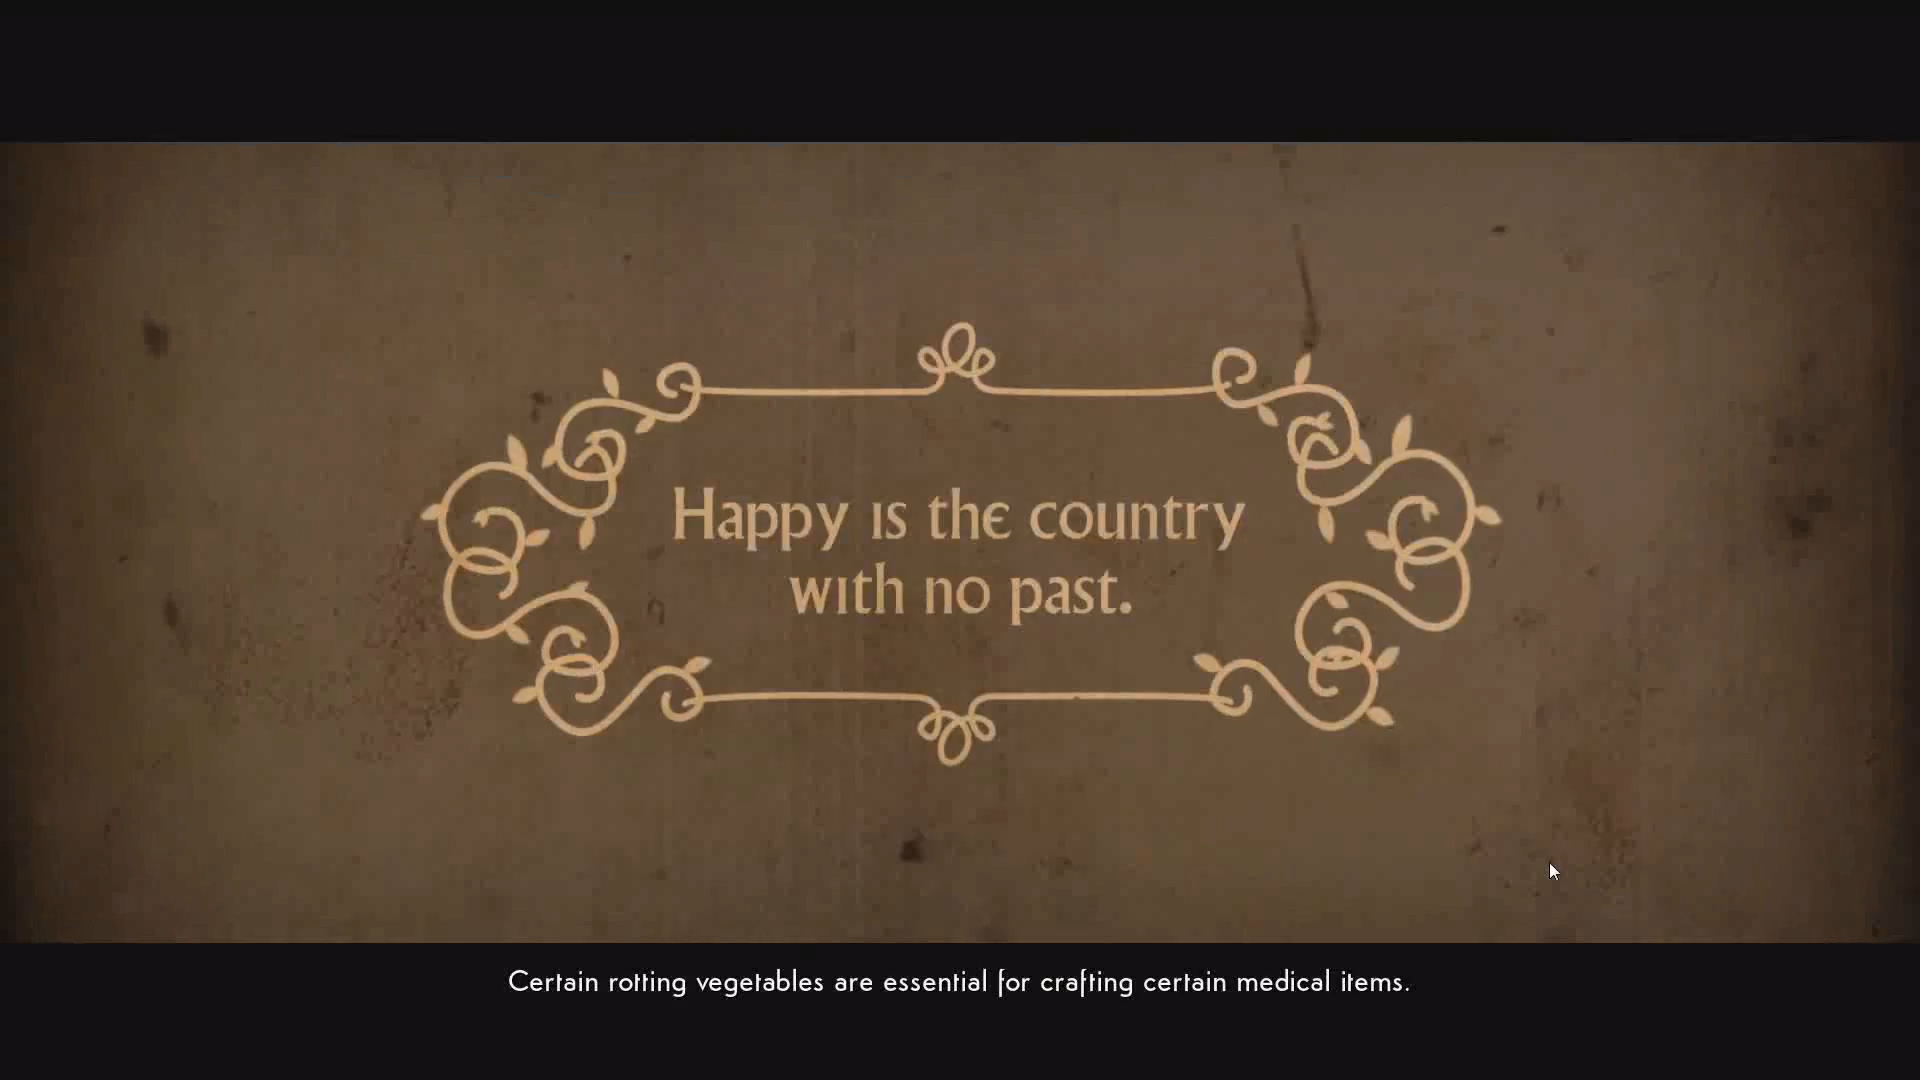 Happy is the country
with no past.
Certain rotting vegetables are essential for crafting certain medical items.